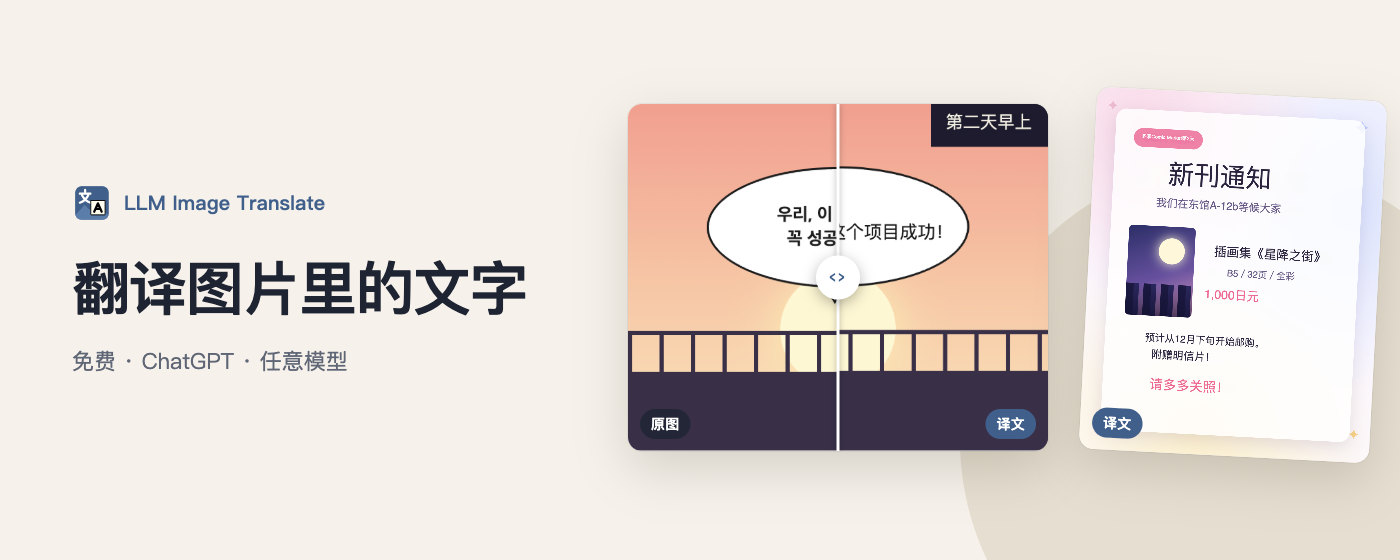 LLM Image Translate
翻译图片里的文字
免费 · ChatGPT · 任意模型
第二天早上
우리, 이
꼭 성공
个项目成功!
原图
译文
新刊通知
我们在东馆A-12b等候大家
插画集《星降之街》
B5 / 32页 / 全彩
1,000日元
预计从12月下旬开始邮购。
附赠明信片!
请多多关照!
译文